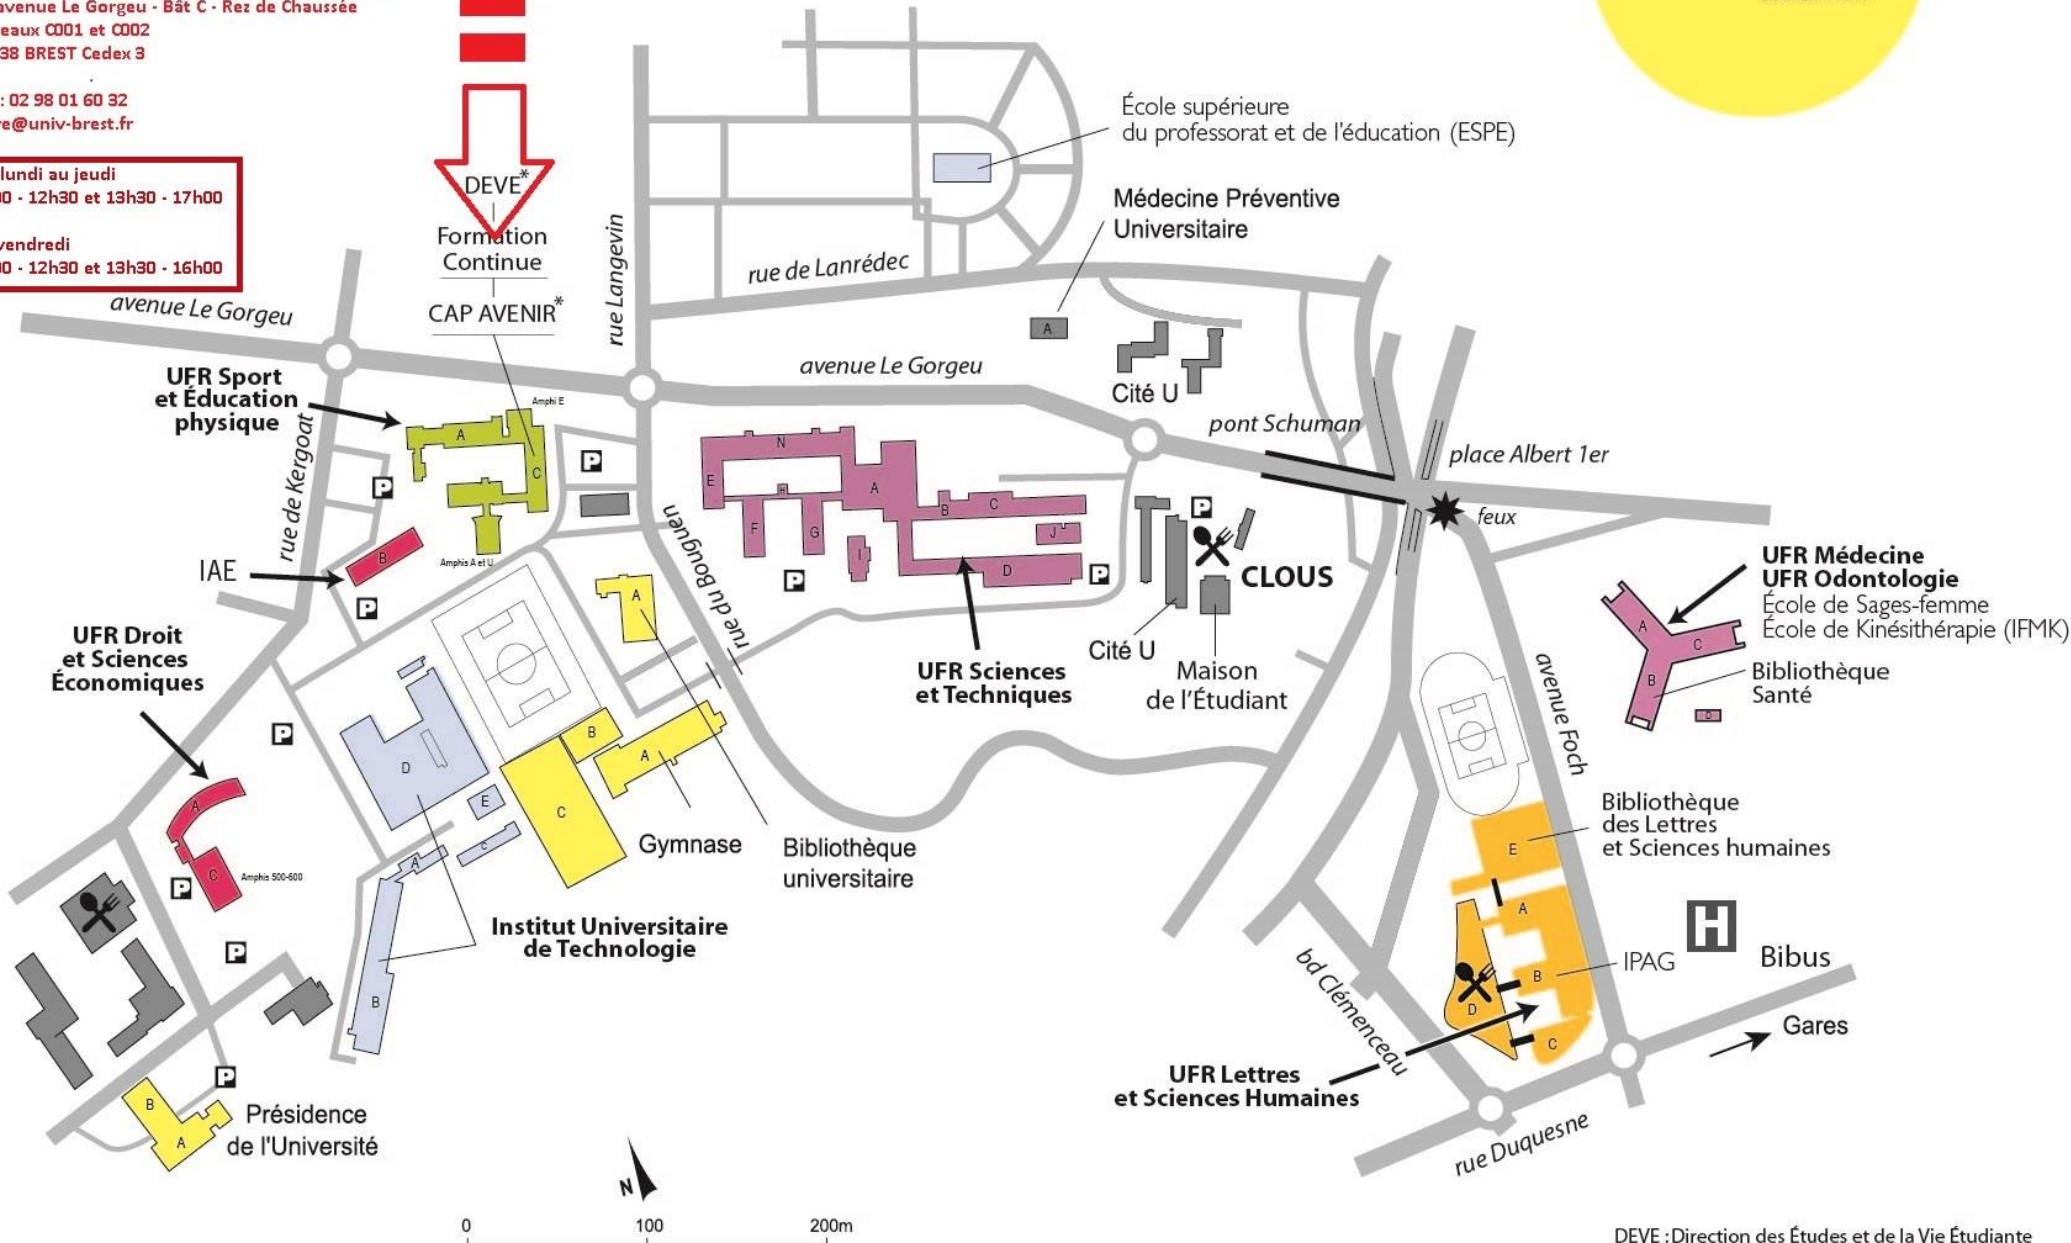 avenue Le Gorgeu - Bât C - Rez de Chaussée
eaux C001 et C002
38 BREST Cedex 3
: 02 98 01 60 32
e@univ-brest.fr
lundi au jeudi
00 - 12h30 et 13h30 - 17h00
vendredi
00 - 12h30 et 13h30 - 16h00
DEVE*
Formation
Continue
CAP AVENIR*
École supérieure
du professorat et de l'éducation (ESPE)
Médecine Préventive
Universitaire
rue Langevin
rue de Lanrédec
avenue Le Gorgeu
avenue Le Gorgeu
A
Cité U
UFR Sport
et Éducation
physique
Amphi E
A
C
P
P
rue de Kergoat
B
IAE
Amphis A et U
P
rue du Bouguen
N
E
H
A
F
G
I
B
C
J
D
P
P
UFR Sciences
et Techniques
pont Schuman
place Albert 1er
feux
P
CLOUS
Cité U
Maison
de l'Étudiant
UFR Médecine
UFR Odontologie
École de Sages-femme
École de Kinésithérapie (IFMK)
A
C
B
D
Bibliothèque
Santé
avenue Foch
UFR Droit
et Sciences
Économiques
P
A
C
Amphis 500-600
P
P
A
D
E
C
A
B
B
A
C
Gymnase
Bibliothèque
universitaire
Institut Universitaire
de Technologie
Bibliothèque
des Lettres
et Sciences humaines
E
A
B
D
C
IPAG
H
Bibus
Gares
bd Clémenceau
UFR Lettres
et Sciences Humaines
rue Duquesne
P
B
A
Présidence
de l'Université
N
0 100 200m
DEVE : Direction des Études et de la Vie Étudiante